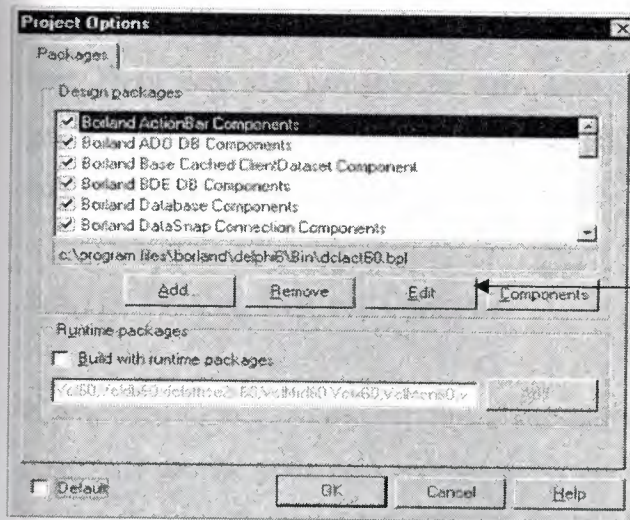 Project Options
Packages
Design packages
Borland ActionBar Components
Borland ADO DB Components
Borland Base Cached ClientDataset Component
Borland BDE DB Components
Borland Database Components
Borland DataSnap Connection Components
c:\program files\borland\delphi6\Bin\dclact60.bpl
Add...
Remove
Edit
Components
Runtime packages
Build with runtime packages
Add...
Default
OK
Cancel
Help